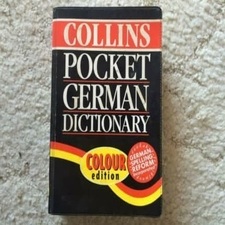 COLLINS
POCKET
GERMAN
DICTIONARY
COLOUR
edition
GERMAN
SPELLING
REFORM